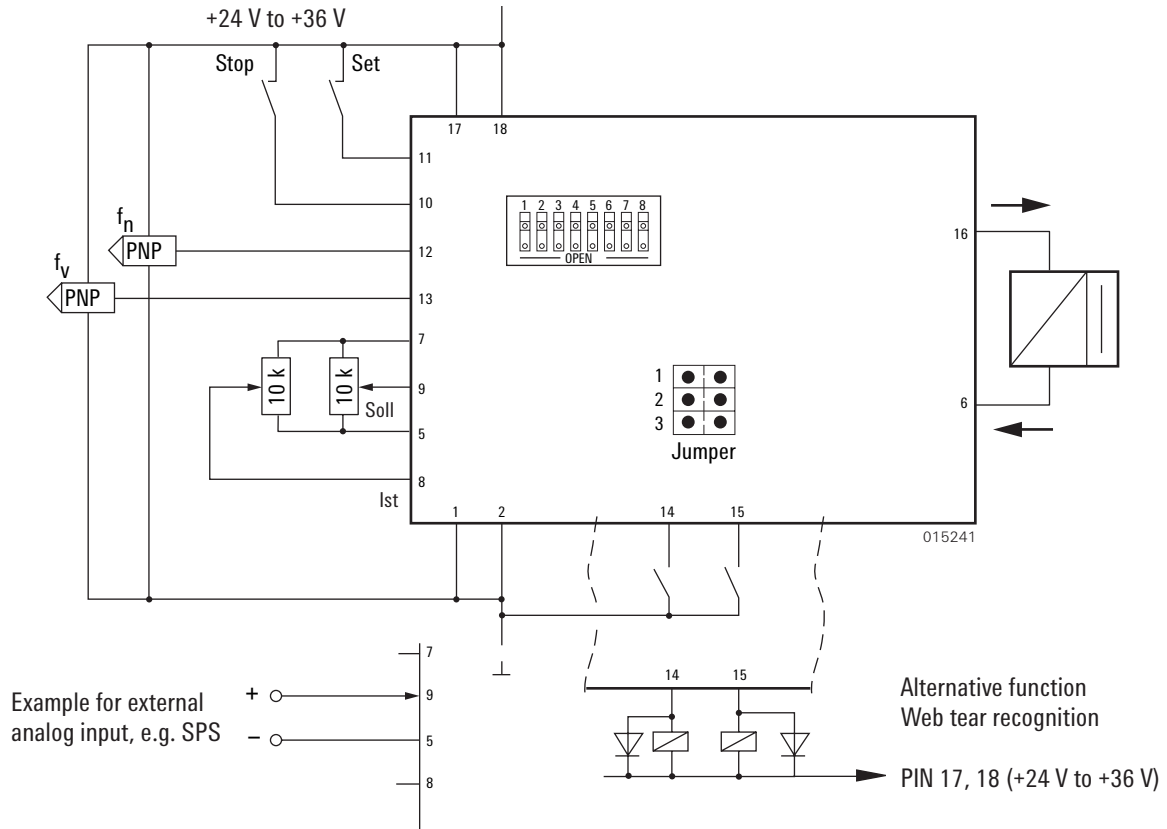 +24 V to +36 V
Stop
Set
17
18
11
10
1 2 3 4 5 6 7 8
OPEN
fn
PNP
12
16
fv
PNP
13
7
10 k
10 k
9
Soll
5
1
2
3
Jumper
6
8
Ist
1
2
14
15
015241
7
Example for external
analog input, e.g. SPS
+
9
–
5
8
14
15
Alternative function
Web tear recognition
PIN 17, 18 (+24 V to +36 V)